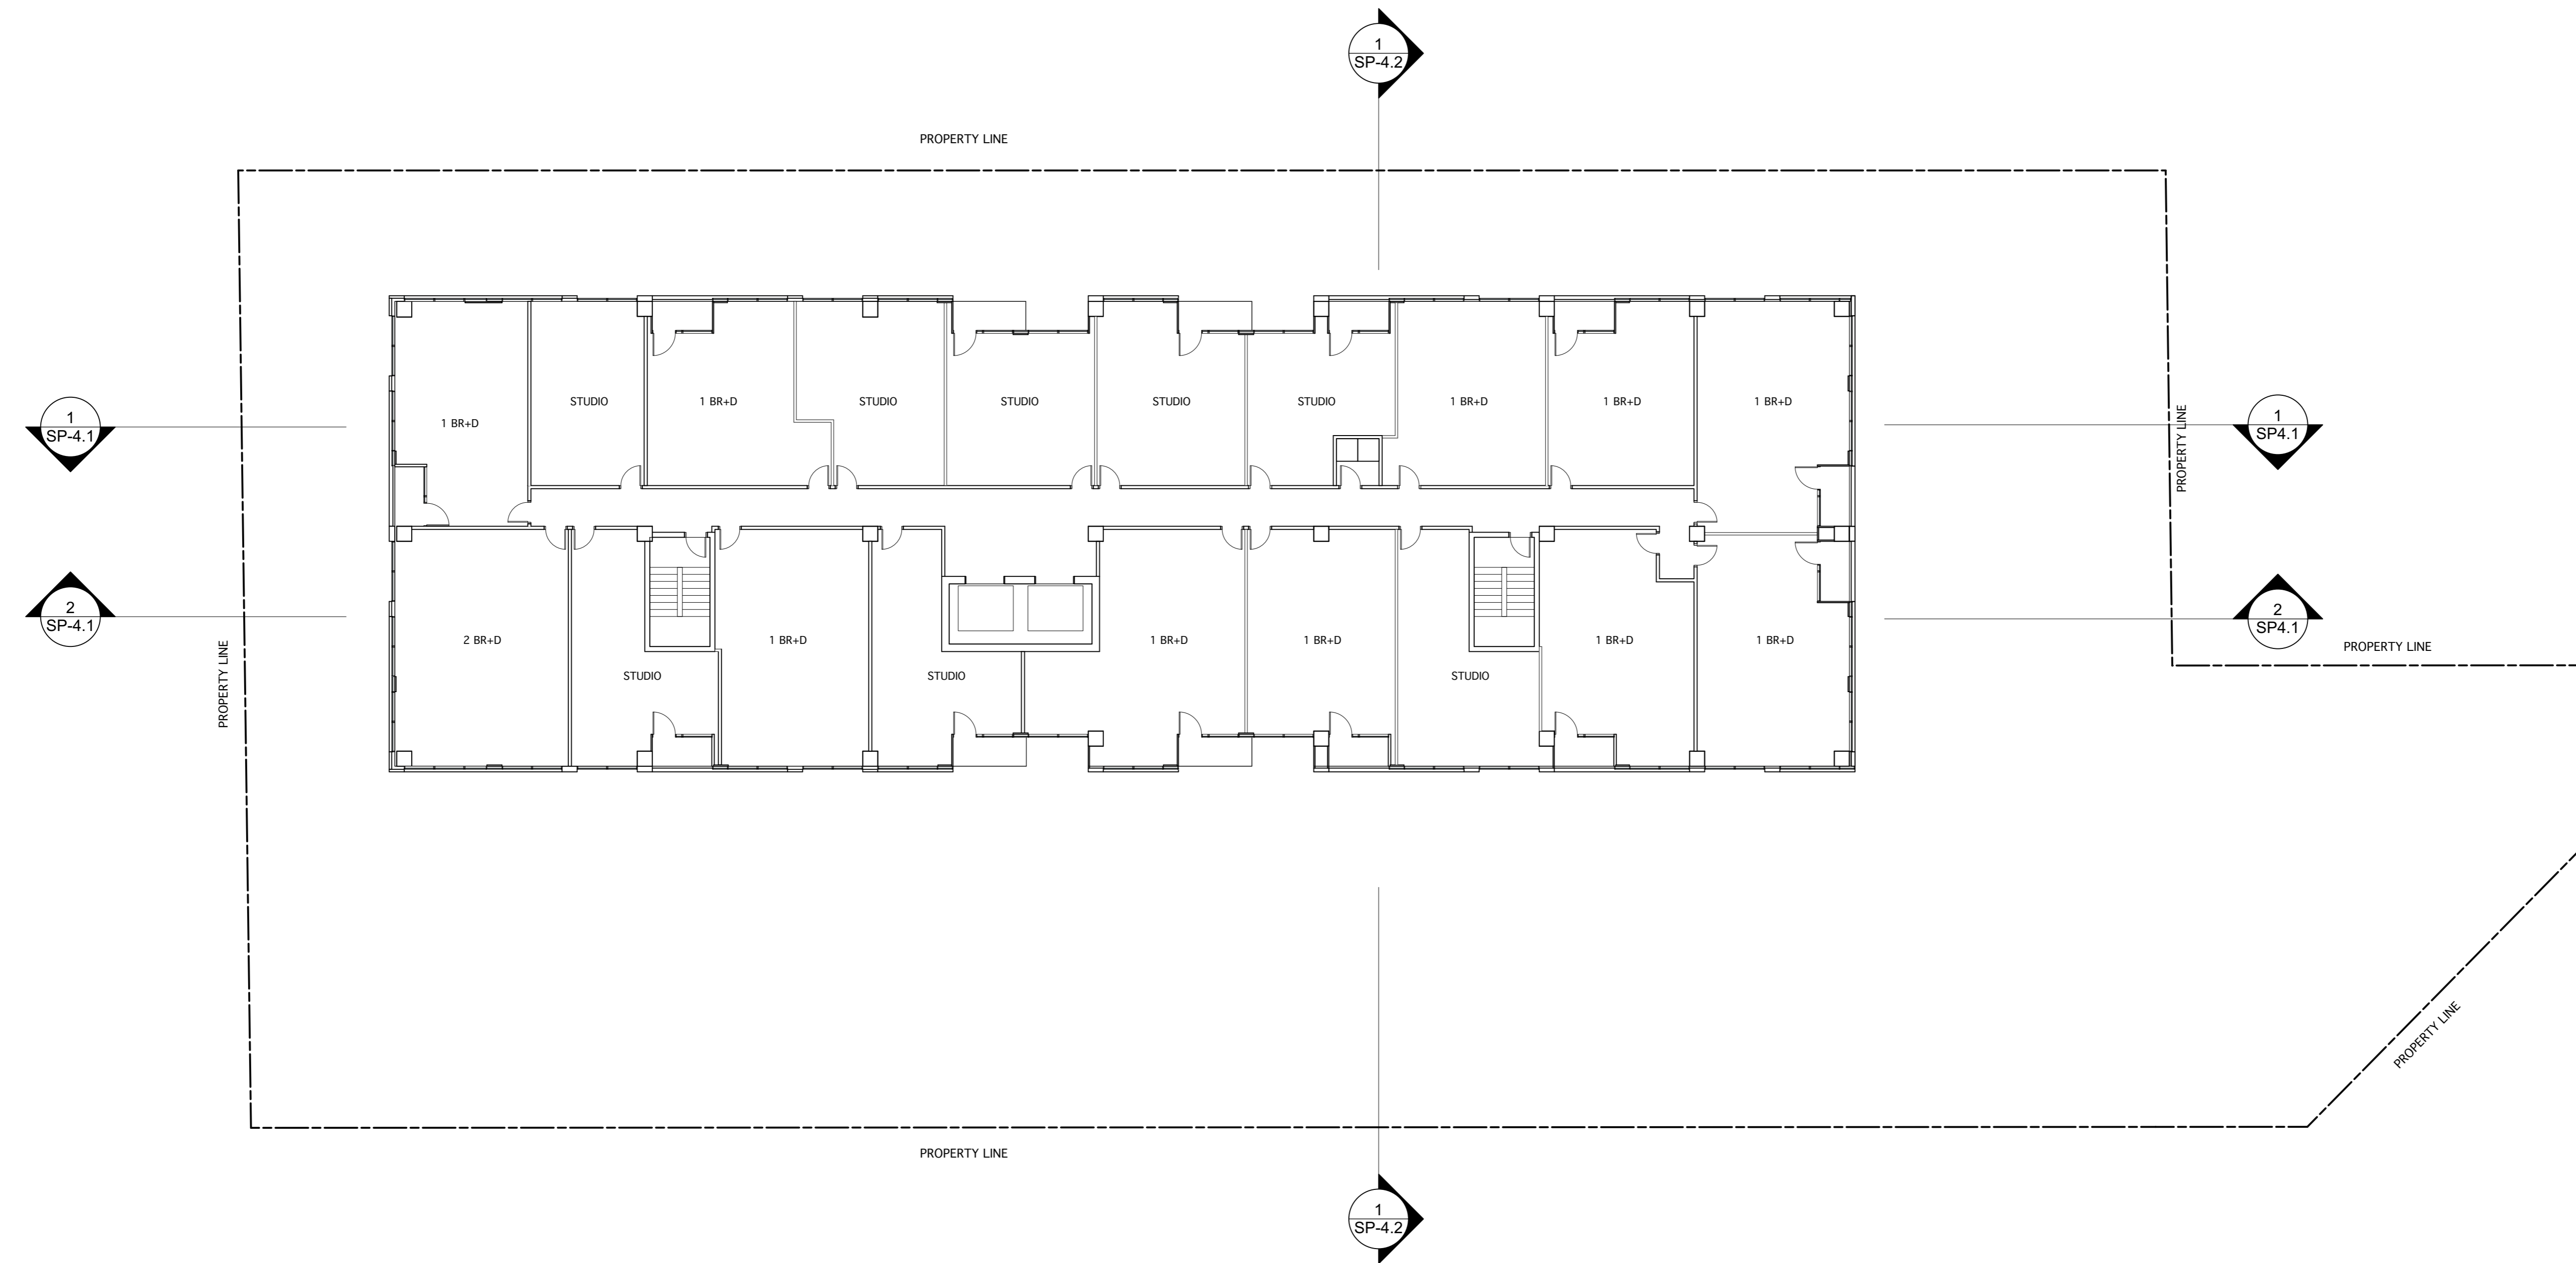 1
SP-4.2
PROPERTY LINE
1 BR+D
STUDIO
1 BR+D
STUDIO
STUDIO
STUDIO
STUDIO
1 BR+D
1 BR+D
1 BR+D
1
SP-4.1
1
SP4.1
PROPERTY LINE
2
SP-4.1
2
SP4.1
PROPERTY LINE
PROPERTY LINE
2 BR+D
STUDIO
1 BR+D
STUDIO
1 BR+D
1 BR+D
STUDIO
1 BR+D
1 BR+D
PROPERTY LINE
PROPERTY LINE
1
SP-4.2